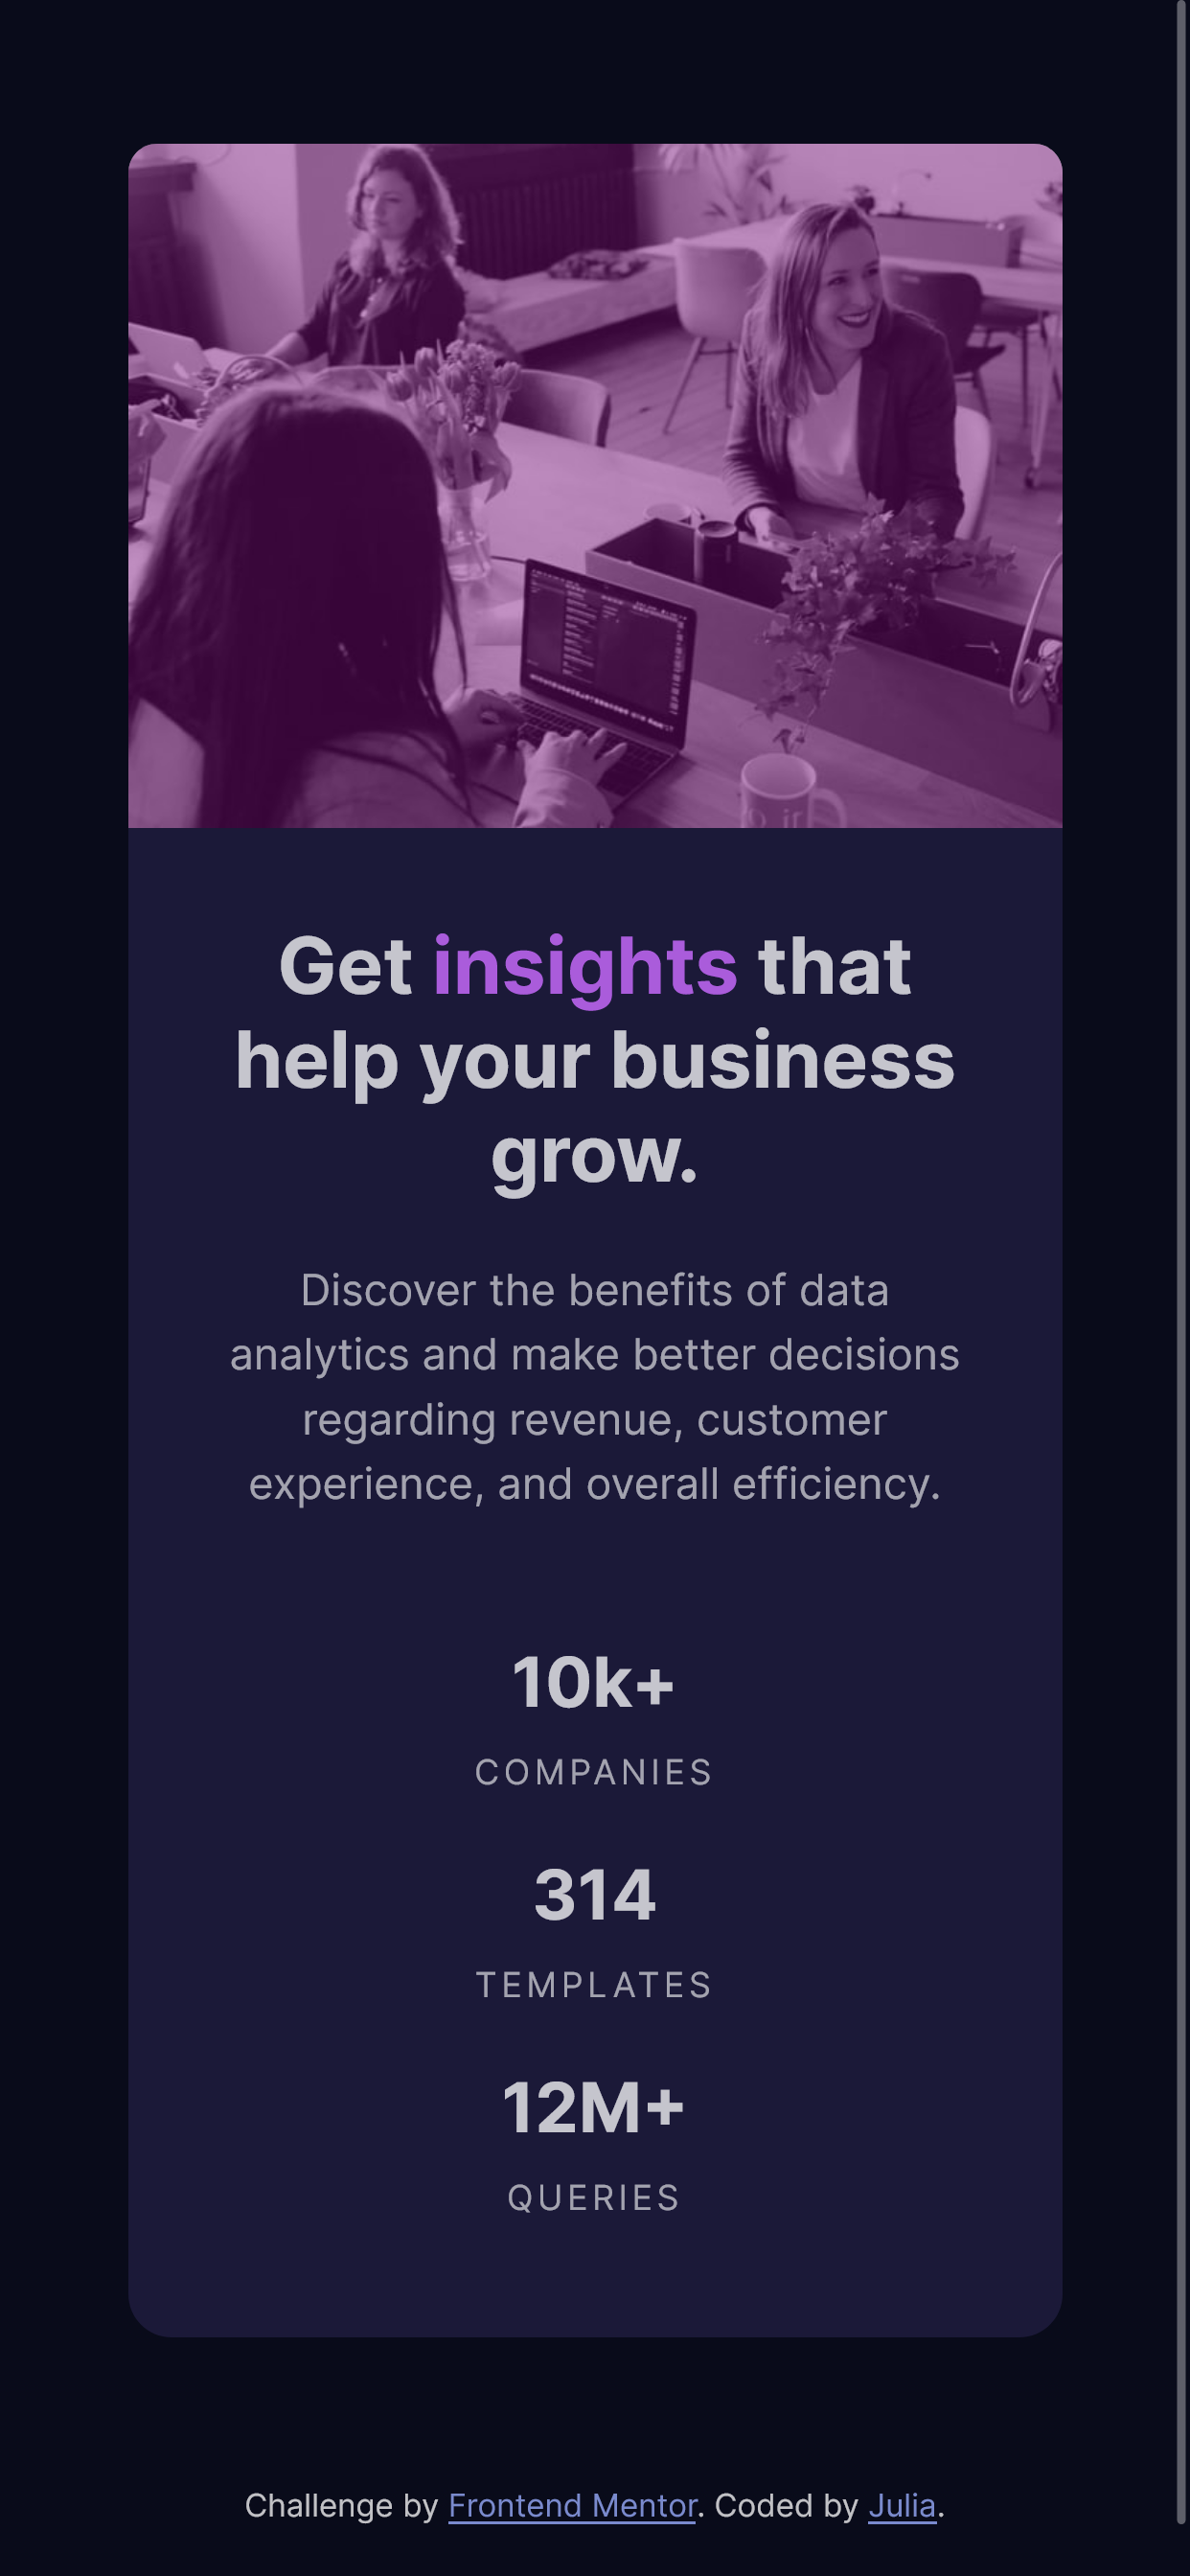 Get insights that
help your business
grow.
Discover the benefits of data
analytics and make better decisions
regarding revenue, customer
experience, and overall efficiency.
10k+
COMPANIES
314
TEMPLATES
12M+
QUERIES
Challenge by Frontend Mentor. Coded by Julia.